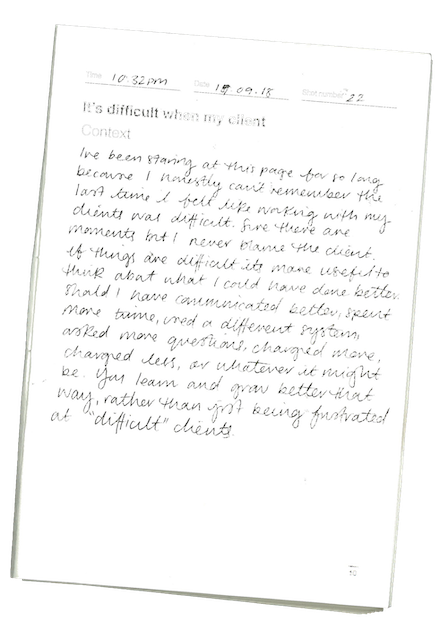 Time 10:32pm Date 19.09.18 22
It's difficult when my client
Context
Ive been staring at this page for so long
because I honestly can't remember the
last time I felt like working with my
clients was difficult. Sure there are
moments but I never blame the client.
If things are difficult its more useful to
think about what I could have done better.
Should I have communicated better, spent
more time, used a different system,
asked more questions, charged more,
charged less, or whatever it might
be. You learn and grow better that
way, rather than just being frustrated
at "difficult" clients.